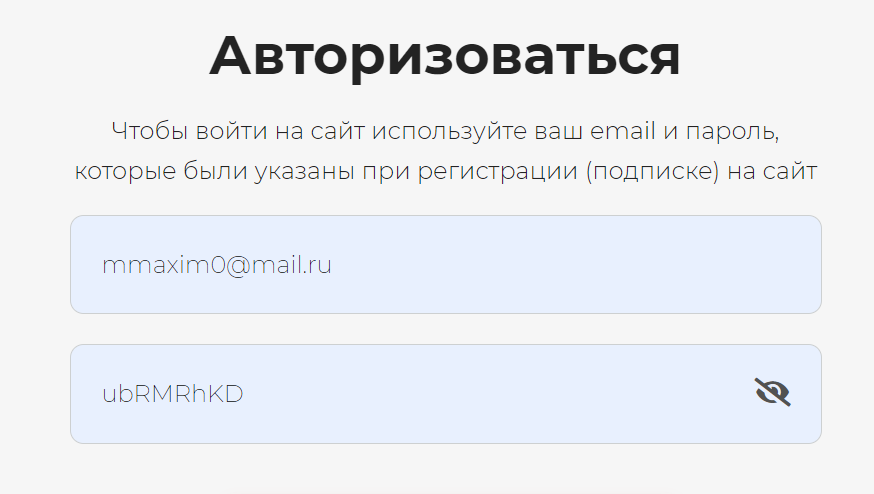 Авторизоваться
Чтобы войти на сайт используйте ваш email и пароль,
которые были указаны при регистрации (подписке) на сайт
mmaxim0@mail.ru
ubRMRhKD